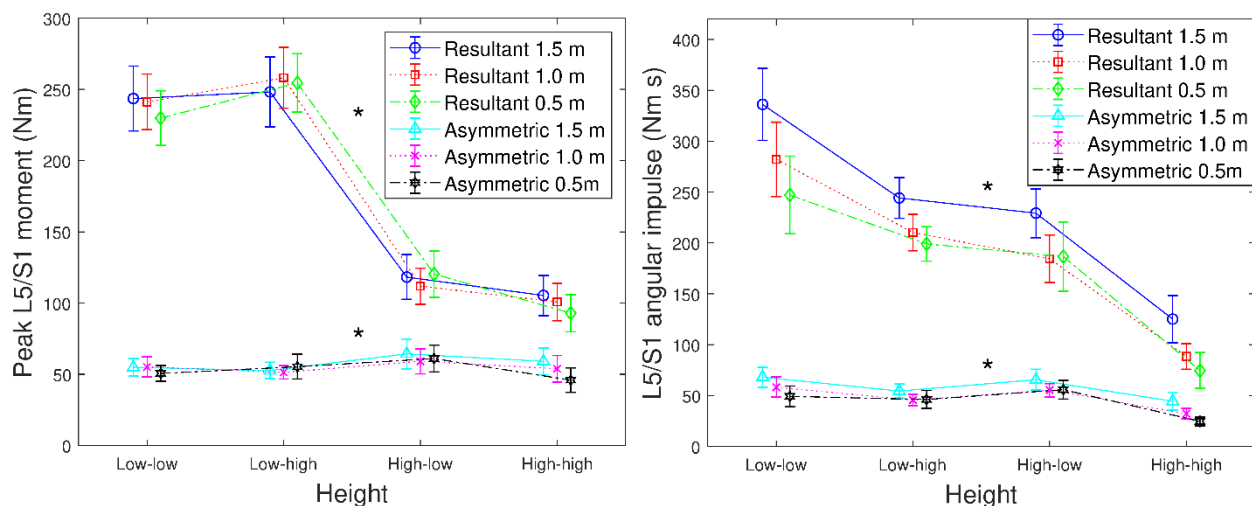 Peak L5/S1 moment (Nm)
300
250
200
150
100
50
0
Resultant 1.5 m
Resultant 1.0 m
Resultant 0.5 m
Asymmetric 1.5 m
Asymmetric 1.0 m
Asymmetric 0.5m
*
*
Low-low Low-high High-low High-high
Height
L5/S1 angular impulse (Nm s)
400
350
300
250
200
150
100
50
0
Resultant 1.5 m
Resultant 1.0 m
Resultant 0.5 m
Asymmetric 1.5 m
Asymmetric 1.0 m
Asymmetric 0.5m
*
*
Low-low Low-high High-low High-high
Height